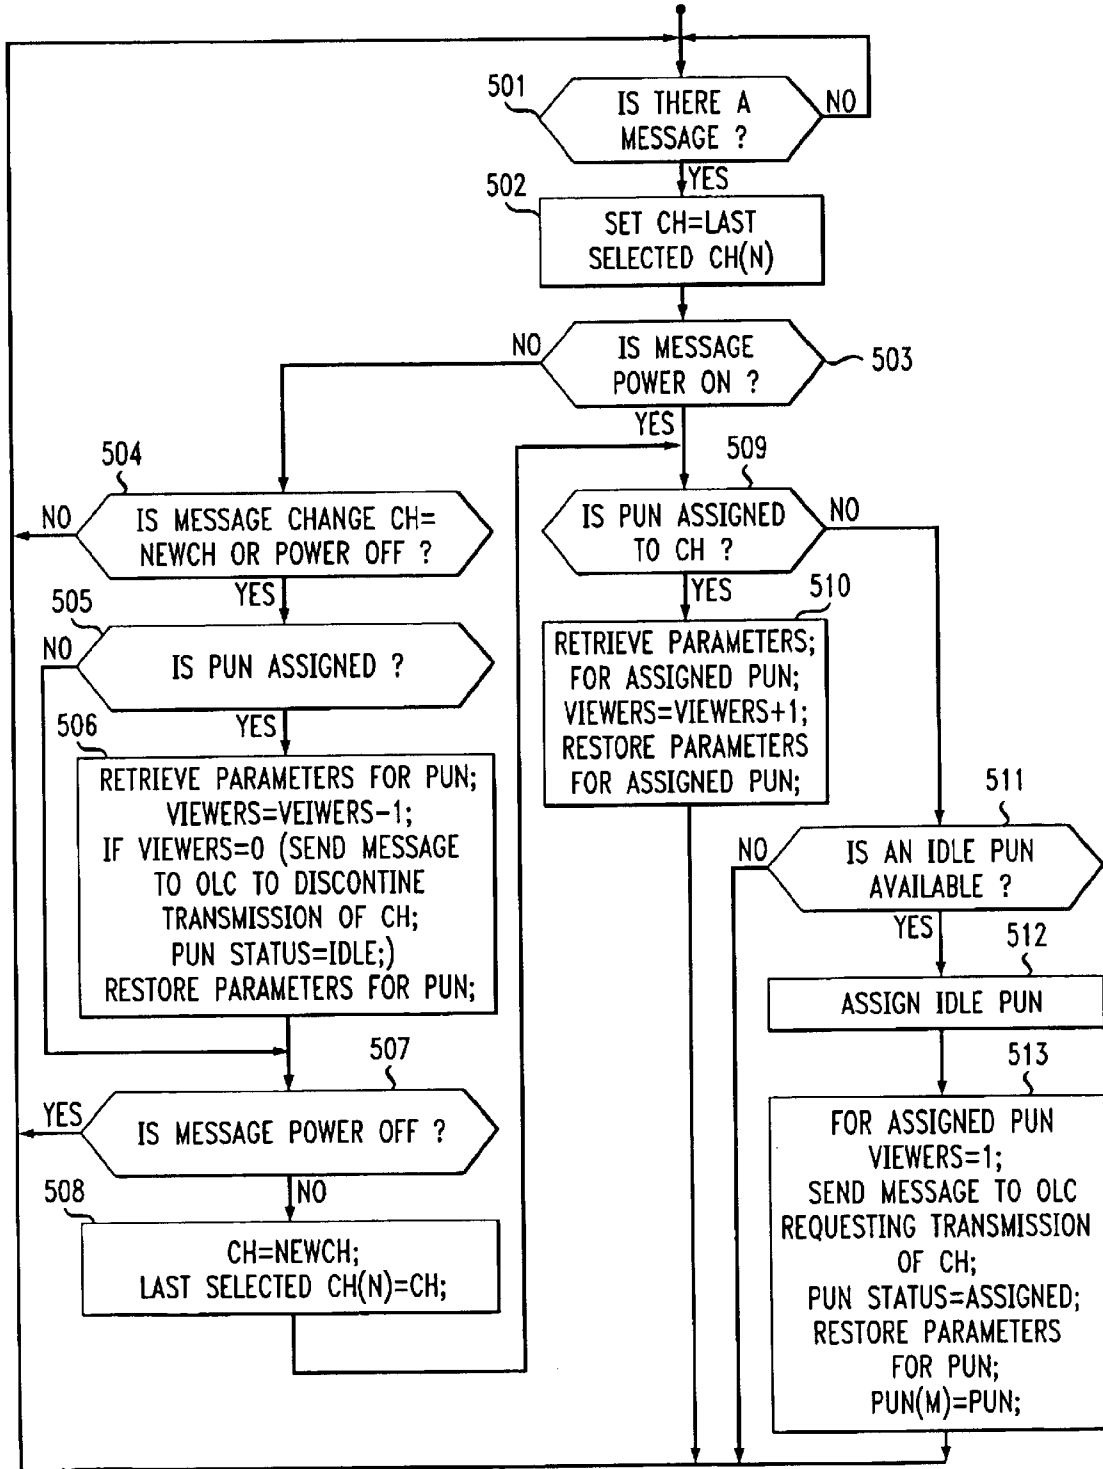 501
IS THERE A
MESSAGE ?
NO
YES
502
SET CH=LAST
SELECTED CH(N)
NO
IS MESSAGE
POWER ON ?
503
YES
504
NO
IS MESSAGE CHANGE CH=
NEWCH OR POWER OFF ?
YES
505
NO
IS PUN ASSIGNED ?
YES
506
RETRIEVE PARAMETERS FOR PUN;
VIEWERS=VEIWERS-1;
IF VIEWERS=0 (SEND MESSAGE
TO OLC TO DISCONTINE
TRANSMISSION OF CH;
PUN STATUS=IDLE;)
RESTORE PARAMETERS FOR PUN;
507
YES
IS MESSAGE POWER OFF ?
NO
508
CH=NEWCH;
LAST SELECTED CH(N)=CH;
509
IS PUN ASSIGNED
TO CH ?
NO
YES
510
RETRIEVE PARAMETERS;
FOR ASSIGNED PUN;
VIEWERS=VIEWERS+1;
RESTORE PARAMETERS
FOR ASSIGNED PUN;
511
NO
IS AN IDLE PUN
AVAILABLE ?
YES
512
ASSIGN IDLE PUN
513
FOR ASSIGNED PUN
VIEWERS=1;
SEND MESSAGE TO OLC
REQUESTING TRANSMISSION
OF CH;
PUN STATUS=ASSIGNED;
RESTORE PARAMETERS
FOR PUN;
PUN(M)=PUN;